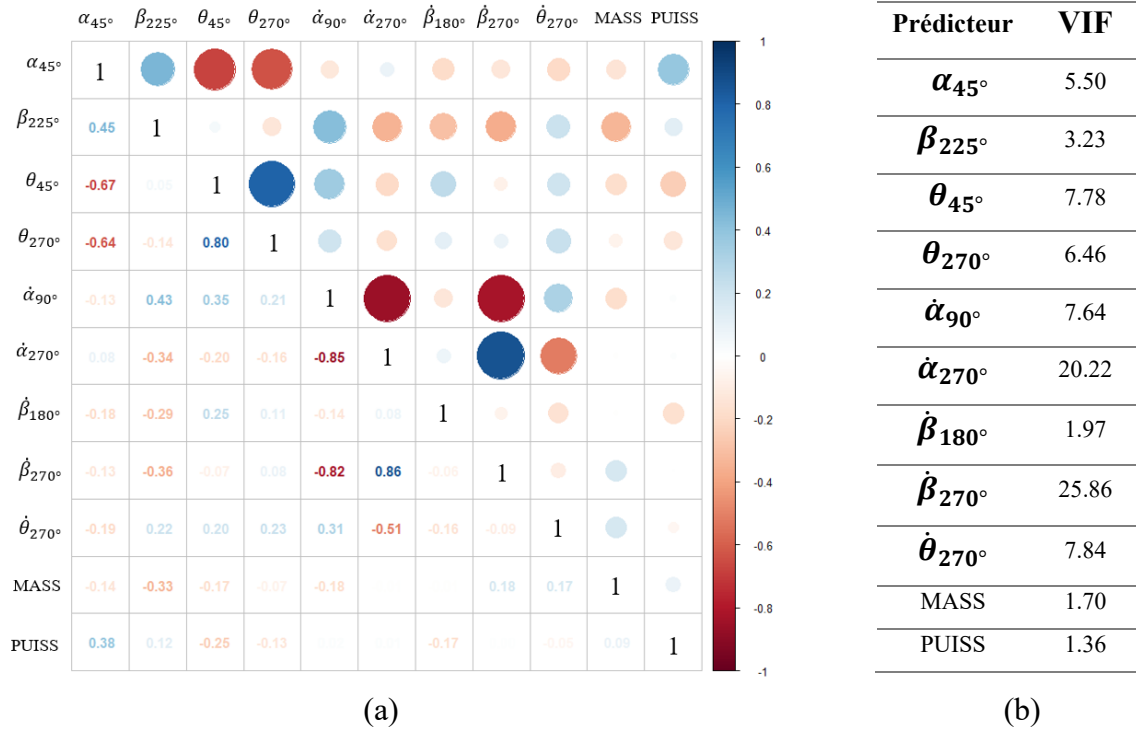 α45° β225° θ45° θ270° α̇90° α̇270° β̇180° β̇270° θ̇270° MASS PUISS
α45° 1
β225° 0.45 1
θ45° -0.67 0.05 1
θ270° -0.64 -0.14 0.80 1
α̇90° -0.13 0.43 0.35 0.21 1
α̇270° 0.08 -0.34 -0.20 -0.16 -0.85 1
β̇180° -0.18 -0.29 0.25 0.11 -0.14 0.08 1
β̇270° -0.13 -0.36 -0.07 0.08 -0.82 0.86 -0.06 1
θ̇270° -0.19 0.22 0.20 0.23 0.31 -0.51 -0.16 -0.09 1
MASS -0.14 -0.33 -0.17 -0.07 -0.18 0.18 0.17 1
PUISS 0.38 0.12 -0.25 -0.13 -0.17 0.09 1
1
0.8
0.6
0.4
0.2
0
-0.2
-0.4
-0.6
-0.8
-1
(a)
Prédicteur VIF
α45° 5.50
β225° 3.23
θ45° 7.78
θ270° 6.46
α̇90° 7.64
α̇270° 20.22
β̇180° 1.97
β̇270° 25.86
θ̇270° 7.84
MASS 1.70
PUISS 1.36
(b)